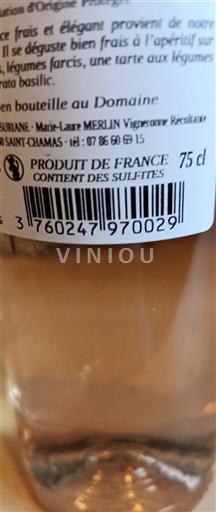 d'Origine Protégée
ce frais et élégant provient de notre
Il se déguste bien frais à l'apéritif sur
s, légumes farcis, une tarte aux légumes
rata basilic.
en bouteille au Domaine
SURIANE - Marie-Laure MERLIN Vigneronne Récoltante
SAINT-CHAMAS - tél : 07 86 60 69 15
PRODUIT DE FRANCE 75 cl
CONTIENT DES SULFITES
VINIOU
3 760247 970029